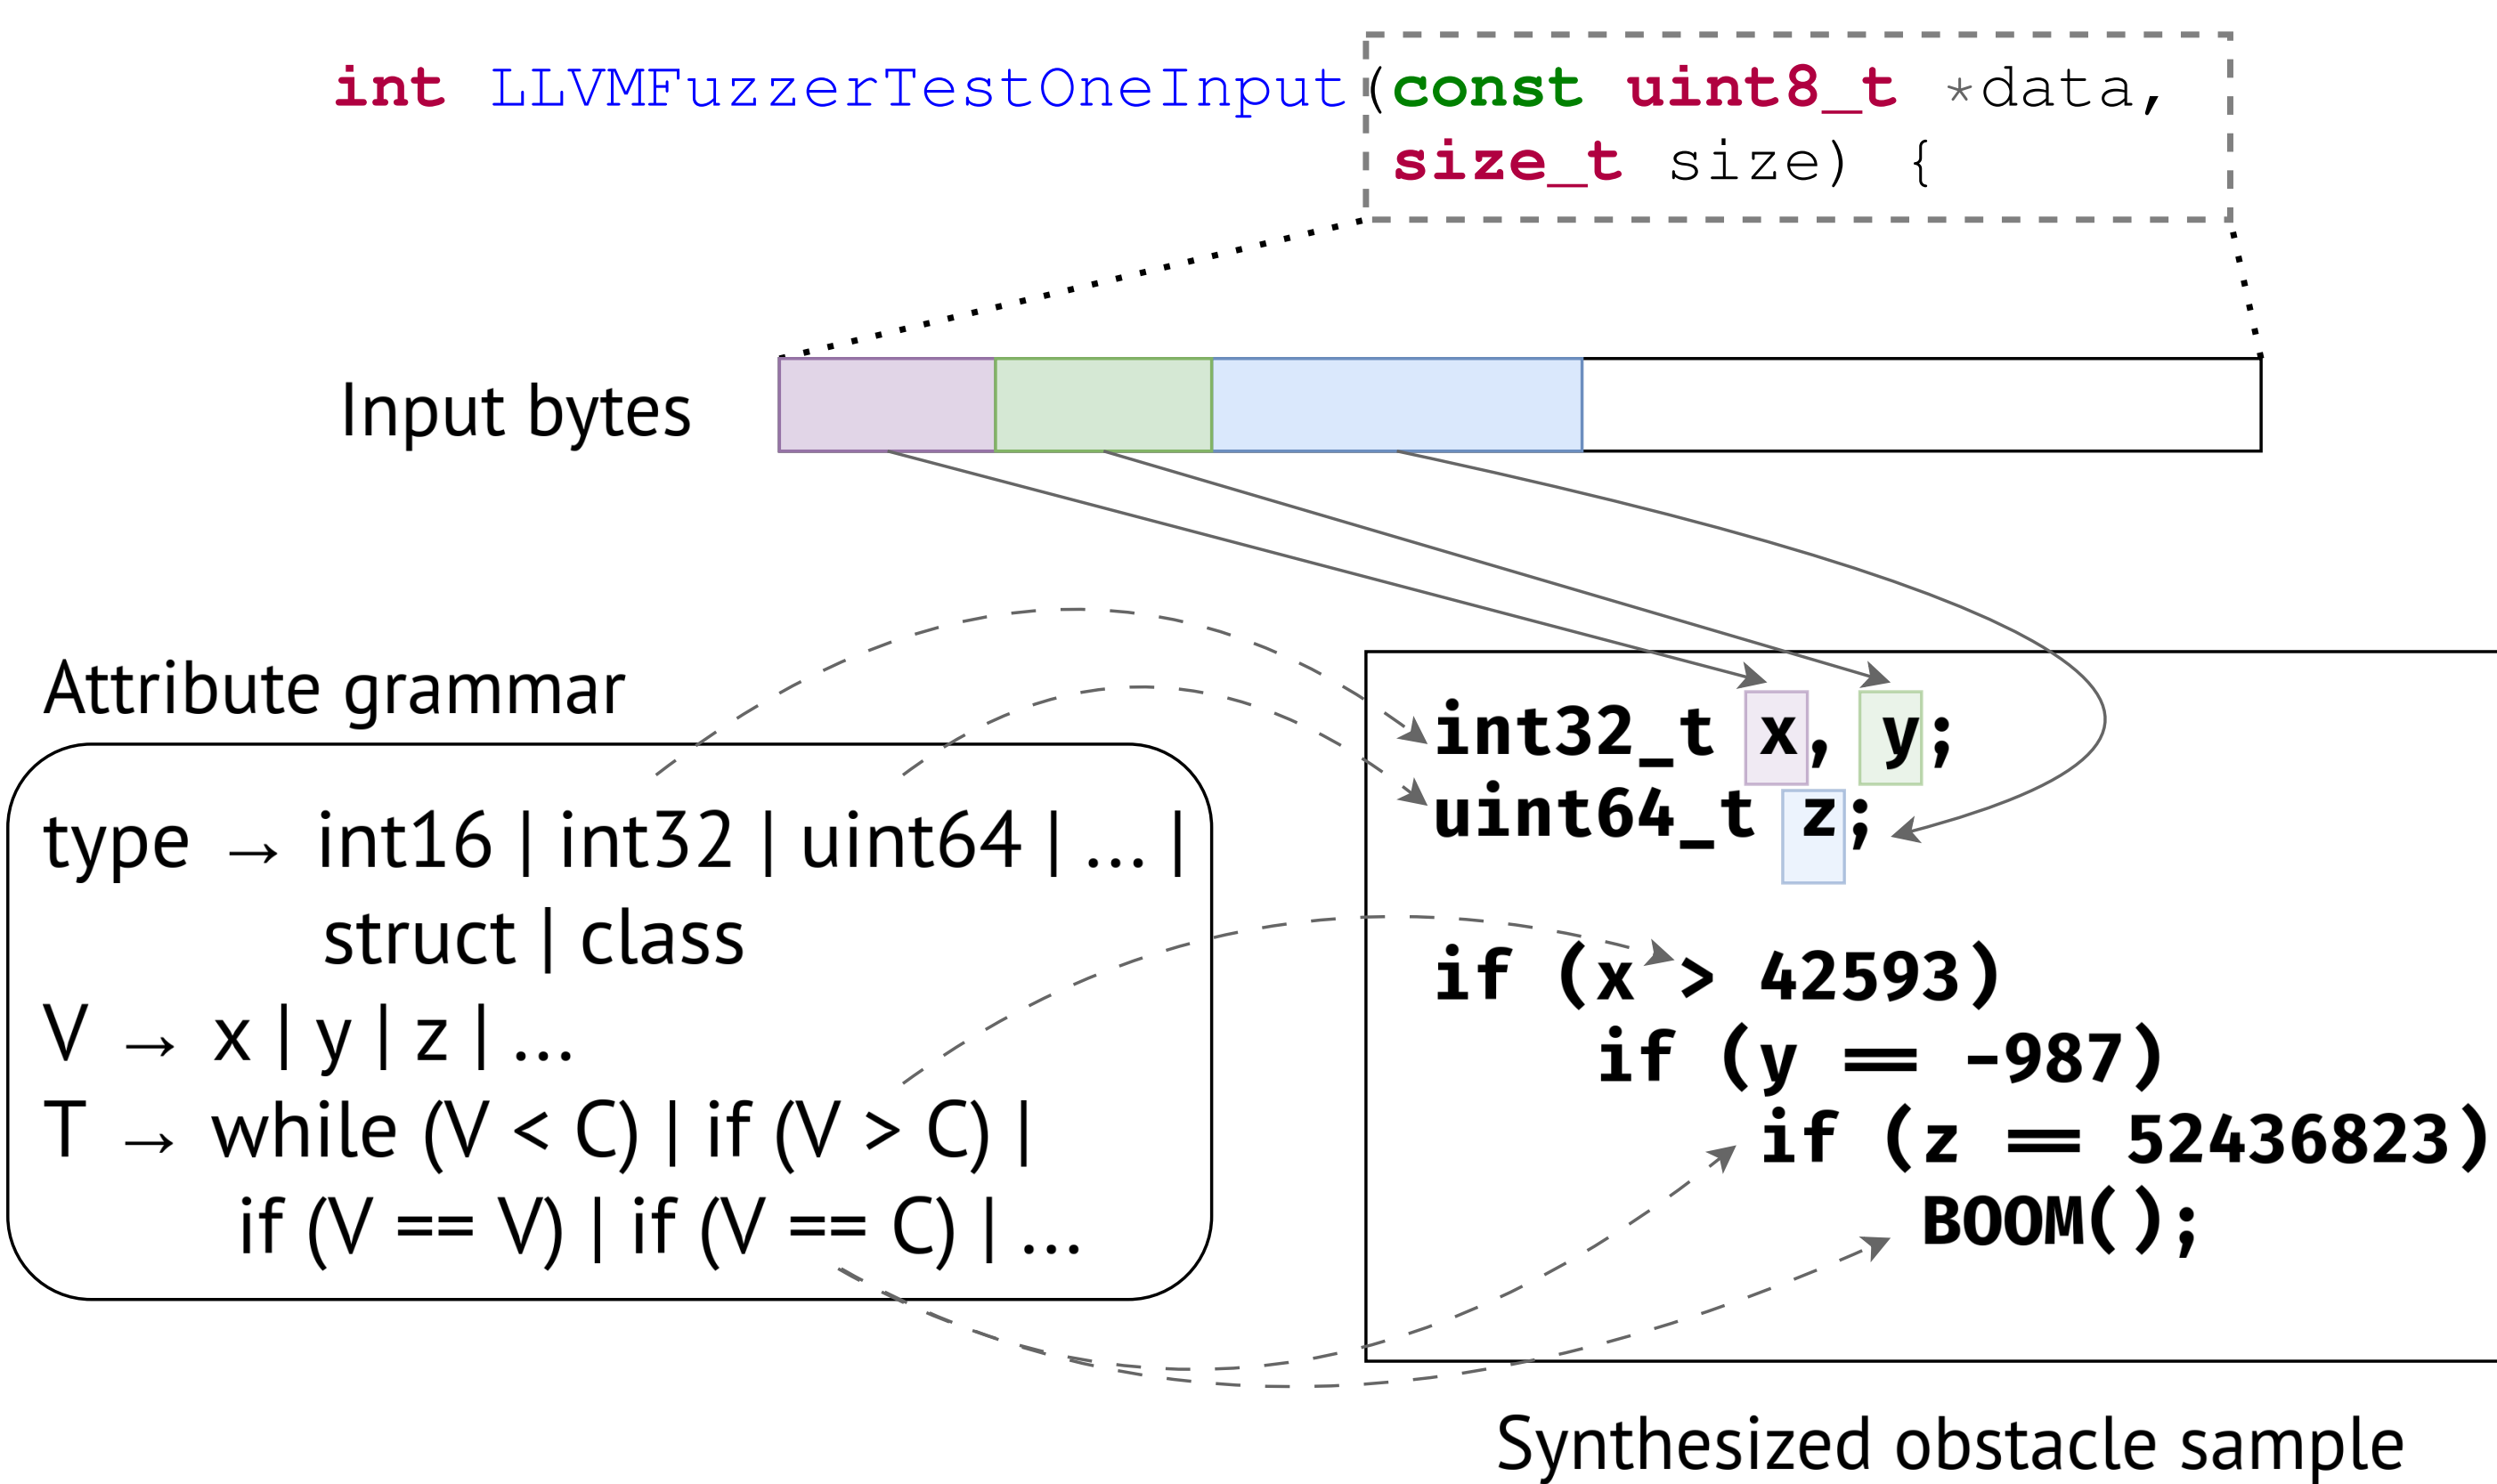 int LLVMFuzzerTestOneInput(const uint8_t *data,
size_t size) {
Input bytes
Attribute grammar
type → int16 | int32 | uint64 | ... |
struct | class
V → x | y | z | ...
T → while (V < C) | if (V > C) |
if (V == V) | if (V == C) | ...
int32_t x, y;
uint64_t z;
if (x > 42593)
if (y == -987)
if (z == 52436823)
BOOM();
Synthesized obstacle sample